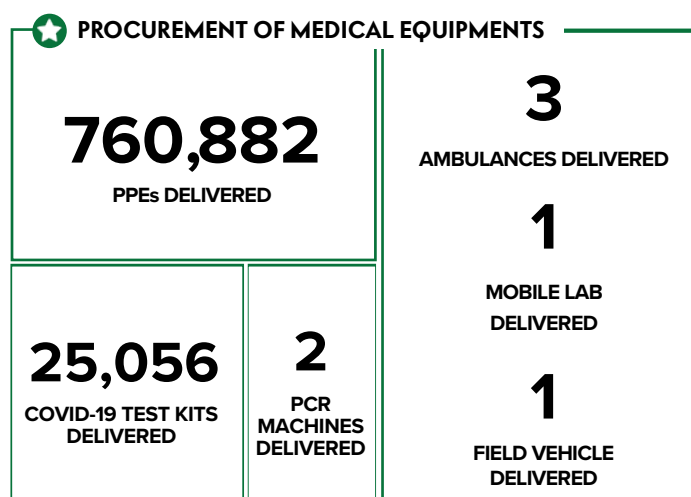 PROCUREMENT OF MEDICAL EQUIPMENTS
760,882
PPEs DELIVERED
25,056
COVID-19 TEST KITS
DELIVERED
2
PCR
MACHINES
DELIVERED
3
AMBULANCES DELIVERED
1
MOBILE LAB
DELIVERED
1
FIELD VEHICLE
DELIVERED